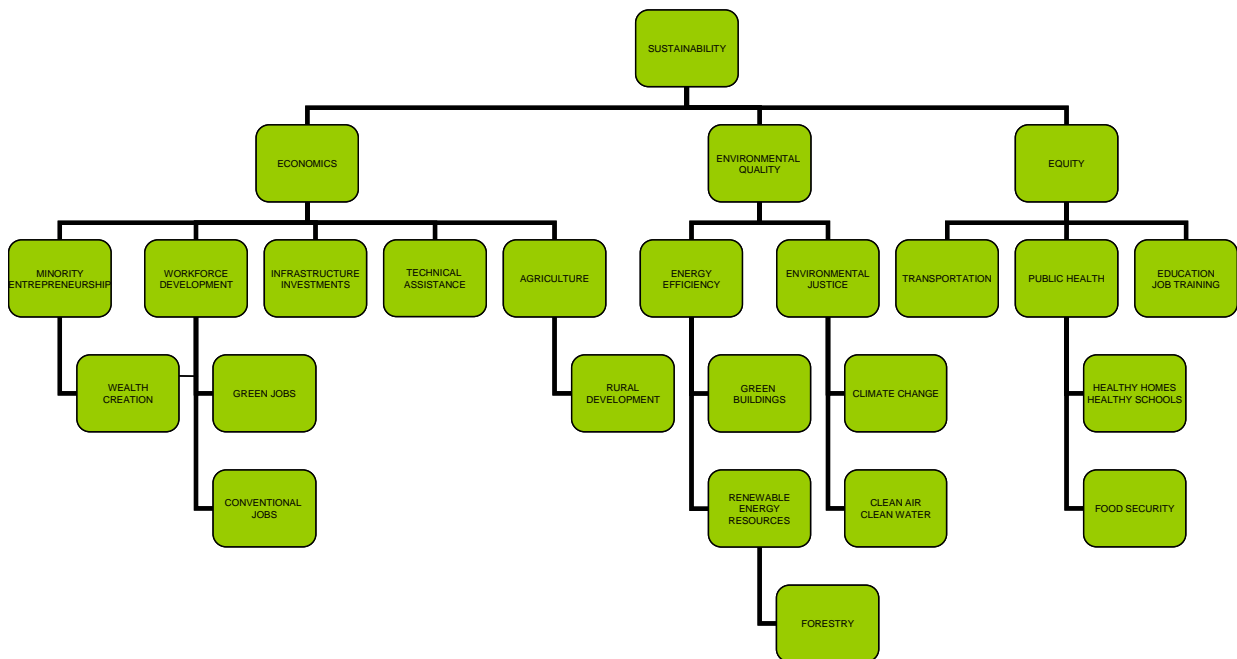 SUSTAINABILITY
ECONOMICS
ENVIRONMENTAL
QUALITY
EQUITY
MINORITY
ENTREPRENEURSHIP
WORKFORCE
DEVELOPMENT
INFRASTRUCTURE
INVESTMENTS
TECHNICAL
ASSISTANCE
AGRICULTURE
ENERGY
EFFICIENCY
ENVIRONMENTAL
JUSTICE
TRANSPORTATION
PUBLIC HEALTH
EDUCATION
JOB TRAINING
WEALTH
CREATION
GREEN JOBS
RURAL
DEVELOPMENT
GREEN
BUILDINGS
CLIMATE CHANGE
HEALTHY HOMES
HEALTHY SCHOOLS
CONVENTIONAL
JOBS
RENEWABLE
ENERGY
RESOURCES
CLEAN AIR
CLEAN WATER
FOOD SECURITY
FORESTRY